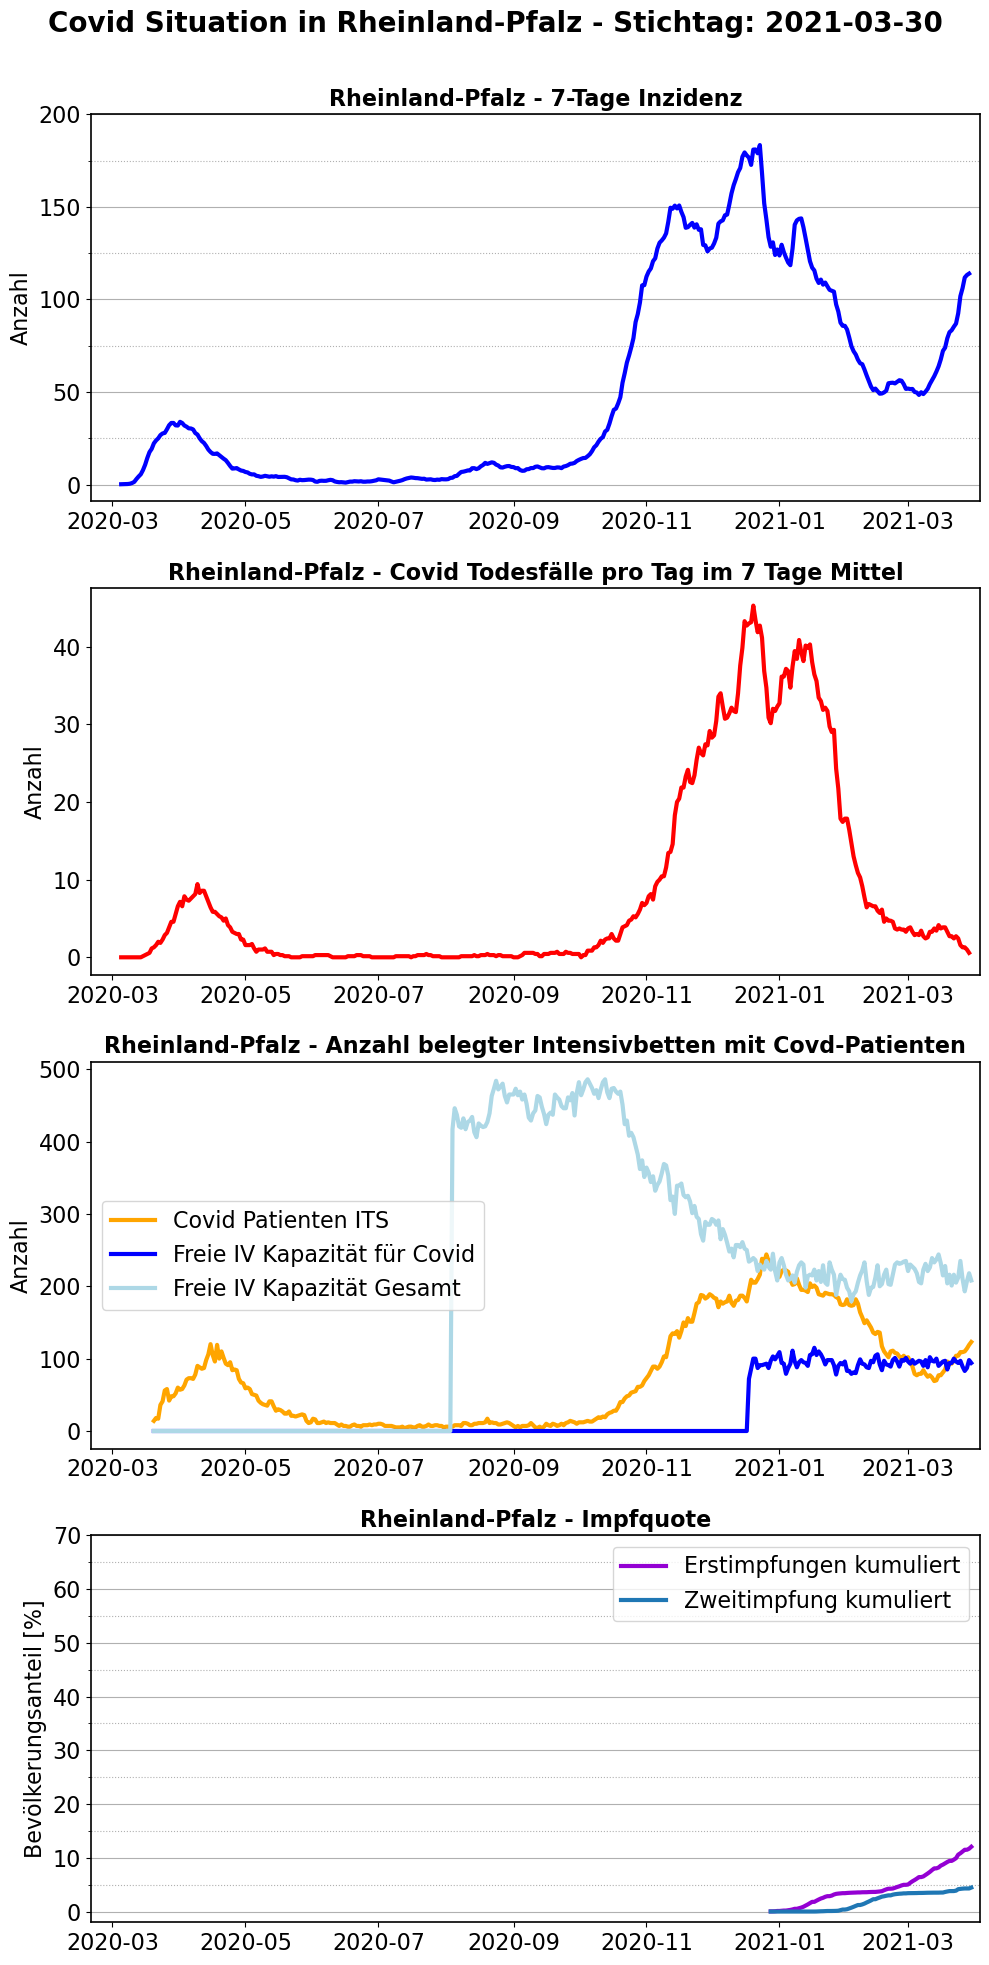 Covid Situation in Rheinland-Pfalz - Stichtag: 2021-03-30
Rheinland-Pfalz - 7-Tage Inzidenz
200
150
100
50
0
Anzahl
2020-03 2020-05 2020-07 2020-09 2020-11 2021-01 2021-03
Rheinland-Pfalz - Covid Todesfälle pro Tag im 7 Tage Mittel
40
30
20
10
0
Anzahl
2020-03 2020-05 2020-07 2020-09 2020-11 2021-01 2021-03
Rheinland-Pfalz - Anzahl belegter Intensivbetten mit Covd-Patienten
500
400
300
200
100
0
Anzahl
Covid Patienten ITS
Freie IV Kapazität für Covid
Freie IV Kapazität Gesamt
2020-03 2020-05 2020-07 2020-09 2020-11 2021-01 2021-03
Rheinland-Pfalz - Impfquote
70
60
50
40
30
20
10
0
Bevölkerungsanteil [%]
Erstimpfungen kumuliert
Zweitimpfung kumuliert
2020-03 2020-05 2020-07 2020-09 2020-11 2021-01 2021-03